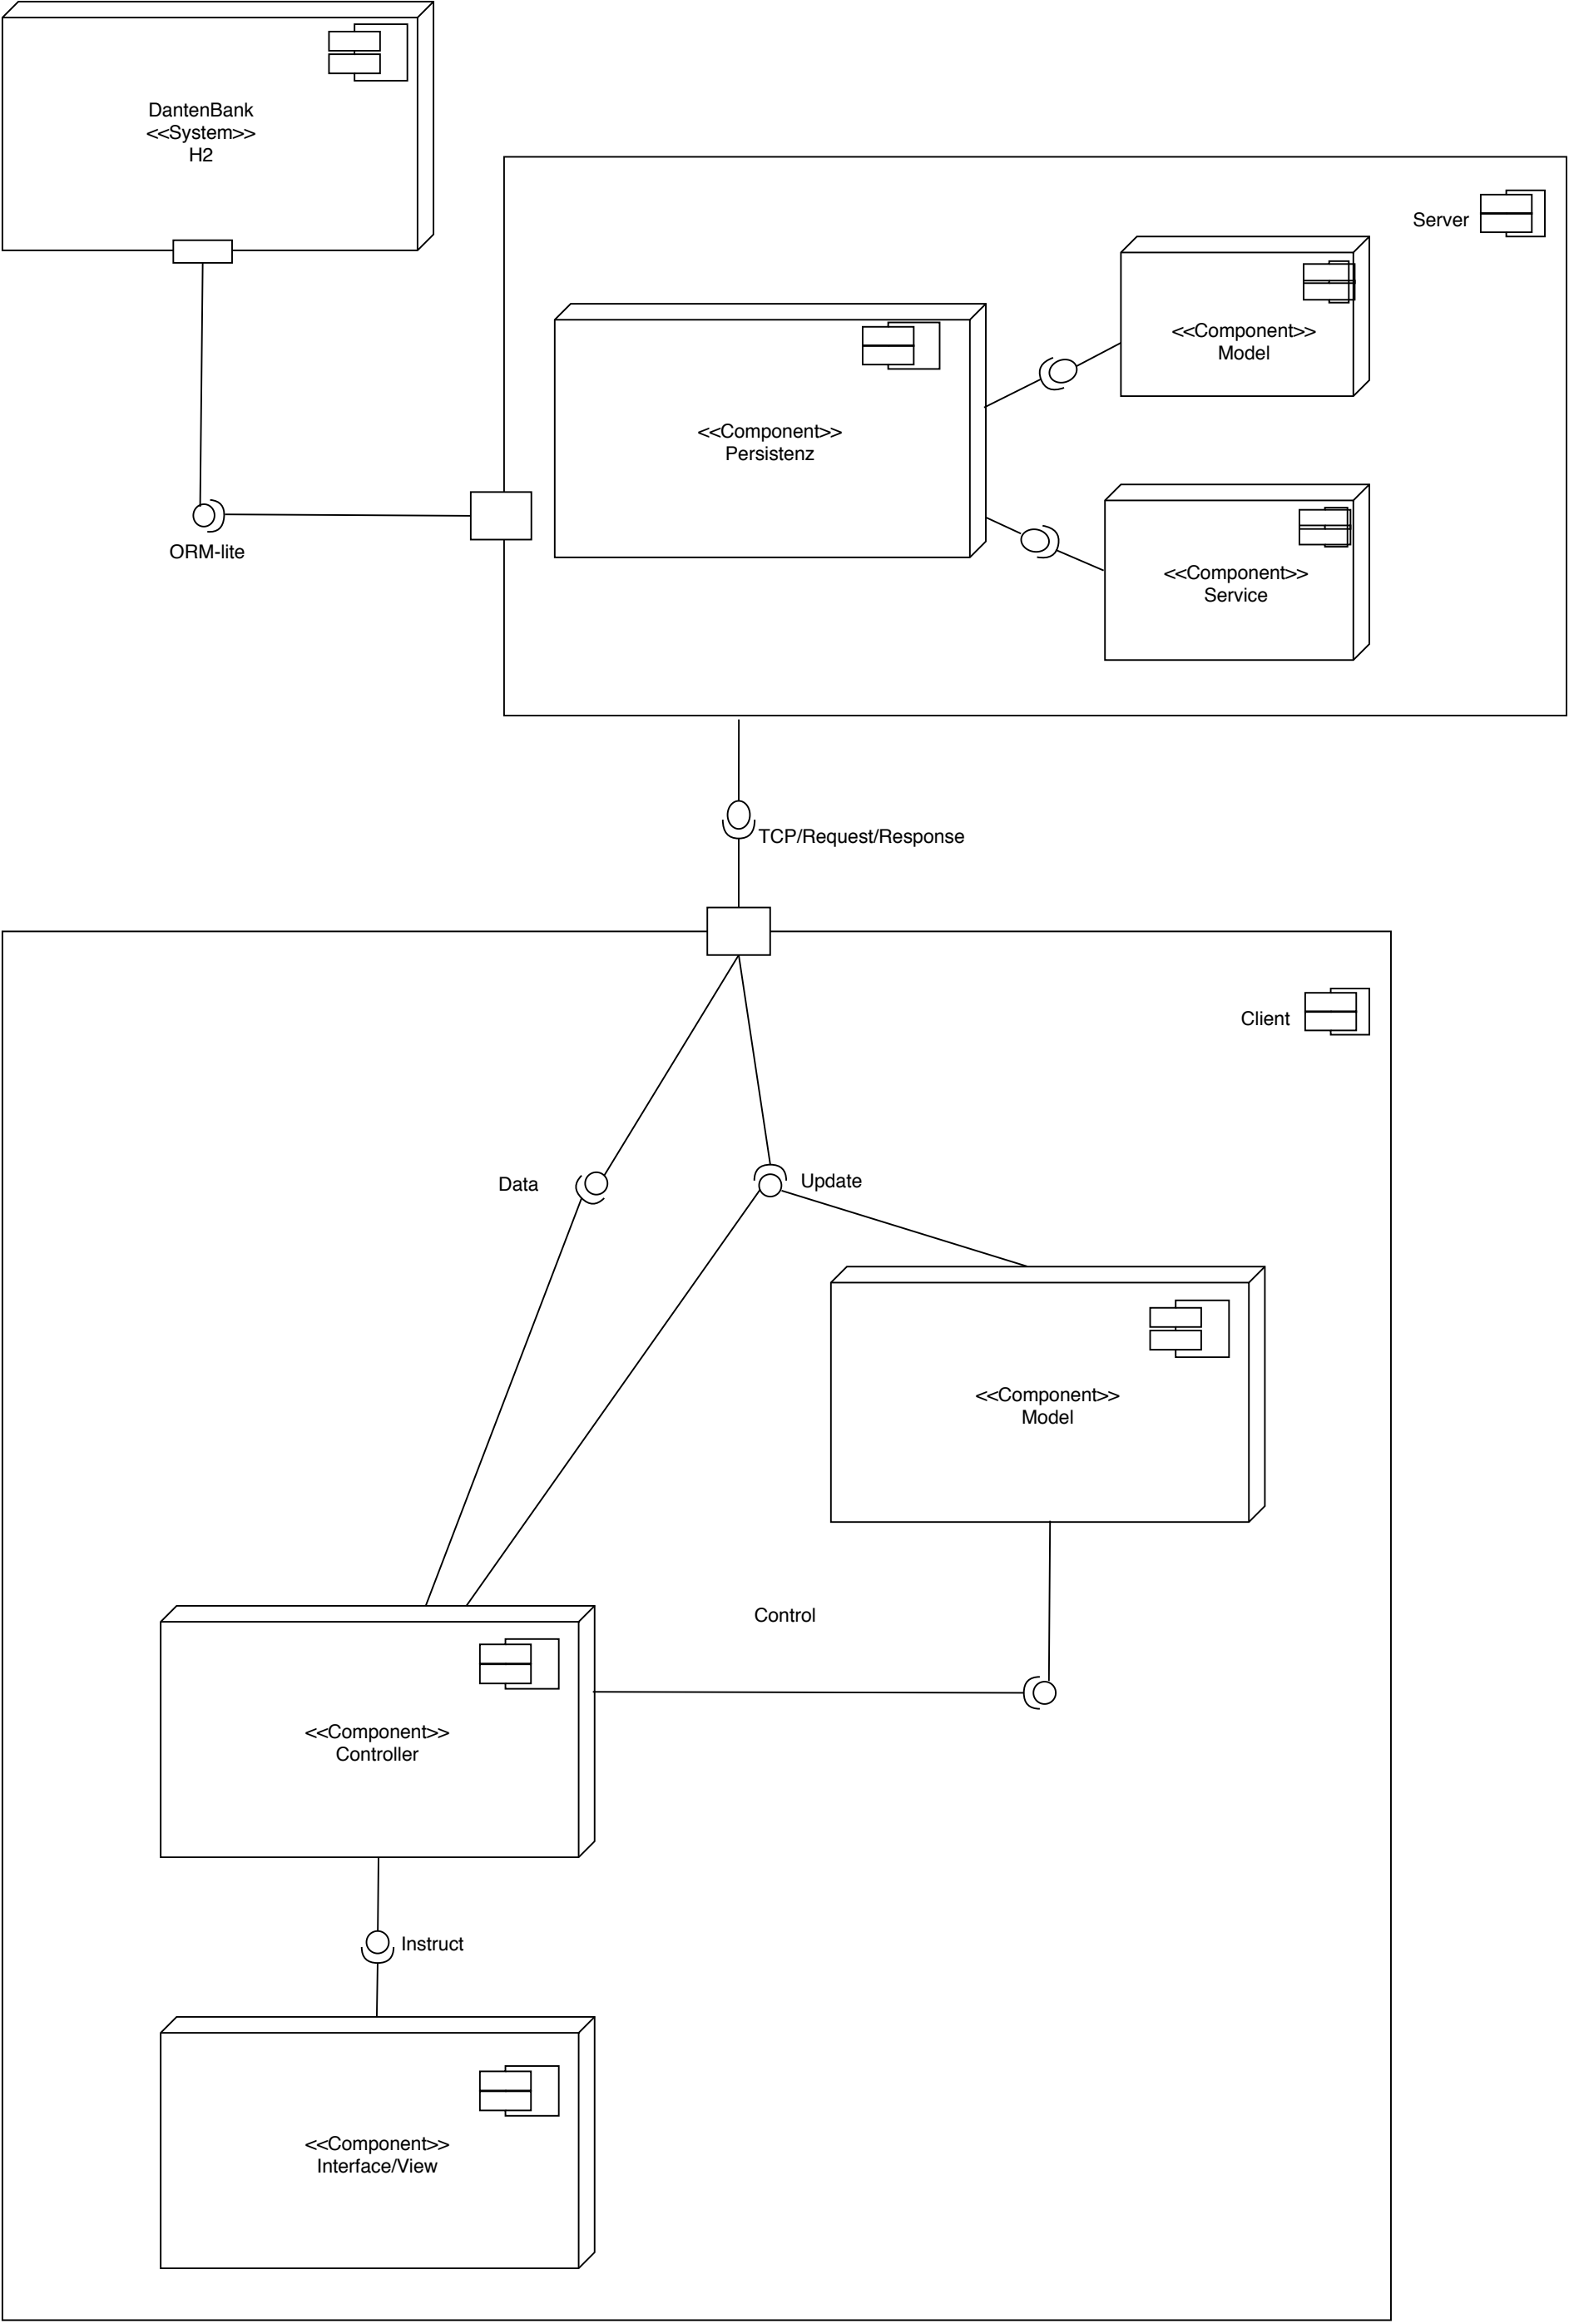 DantenBank
<<System>>
H2
Server
<<Component>>
Model
<<Component>>
Persistenz
ORM-lite
<<Component>>
Service
TCP/Request/Response
Client
Data
Update
<<Component>>
Model
Control
<<Component>>
Controller
Instruct
<<Component>>
Interface/View